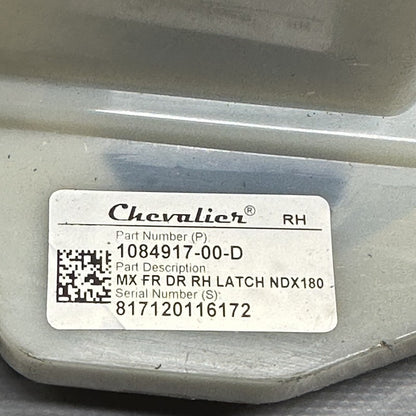 Chevalier® RH
Part Number (P)
1084917-00-D
Part Description:
MX FR DR RH LATCH NDX180
Serial Number (S):
817120116172